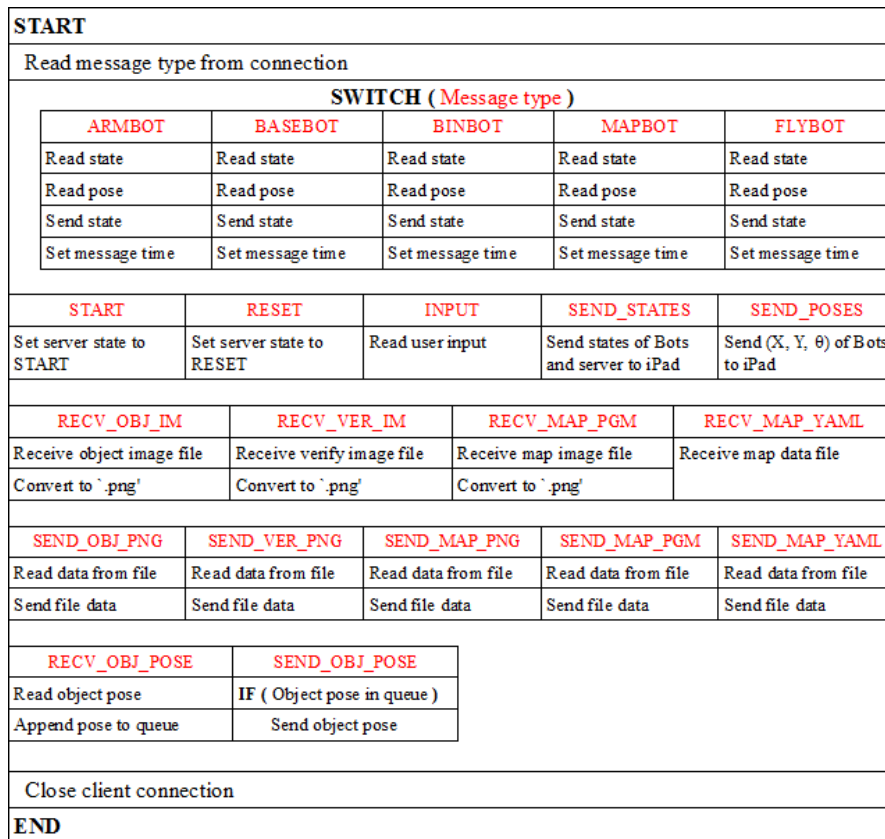 START
Read message type from connection
SWITCH ( Message type )
ARMBOT BASEBOT BINBOT MAPBOT FLYBOT
Read state Read state Read state Read state Read state
Read pose Read pose Read pose Read pose Read pose
Send state Send state Send state Send state Send state
Set message time Set message time Set message time Set message time Set message time
START RESET INPUT SEND_STATES SEND_POSES
Set server state to Set server state to Read user input Send states of Bots Send (X, Y, θ) of Bots
START RESET and server to iPad to iPad
RECV_OBJ_IM RECV_VER_IM RECV_MAP_PGM RECV_MAP_YAML
Receive object image file Receive verify image file Receive map image file Receive map data file
Convert to `.png' Convert to `.png' Convert to `.png'
SEND_OBJ_PNG SEND_VER_PNG SEND_MAP_PNG SEND_MAP_PGM SEND_MAP_YAML
Read data from file Read data from file Read data from file Read data from file Read data from file
Send file data Send file data Send file data Send file data Send file data
RECV_OBJ_POSE SEND_OBJ_POSE
Read object pose IF ( Object pose in queue )
Append pose to queue Send object pose
Close client connection
END